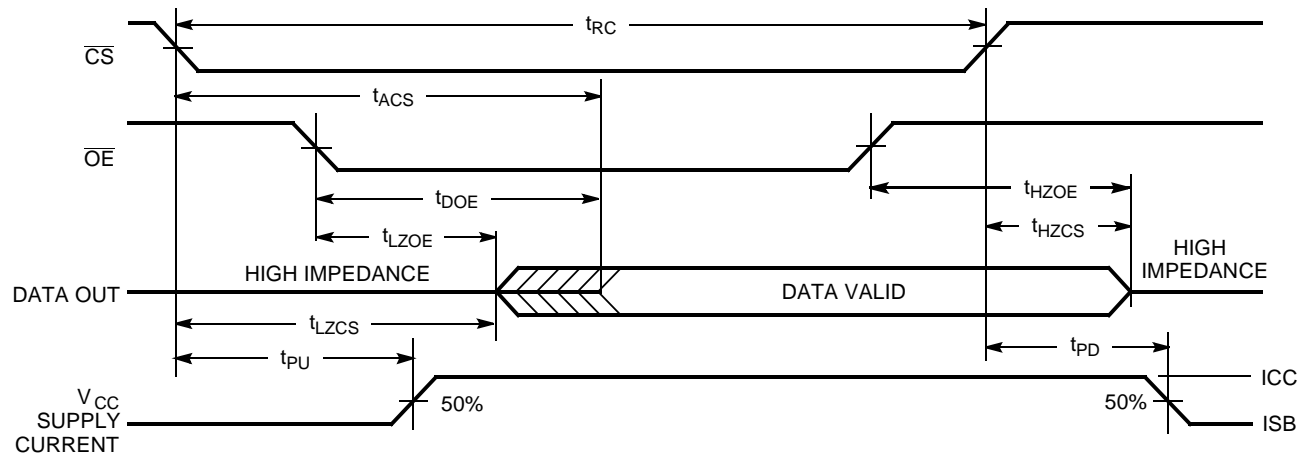 tRC
CS
tACS
OE
tDOE
tHZOE
tLZOE
tHZCS
HIGH IMPEDANCE
HIGH
IMPEDANCE
DATA OUT
DATA VALID
tLZCS
tPU
tPD
VCC
SUPPLY
CURRENT
50%
50%
ICC
ISB